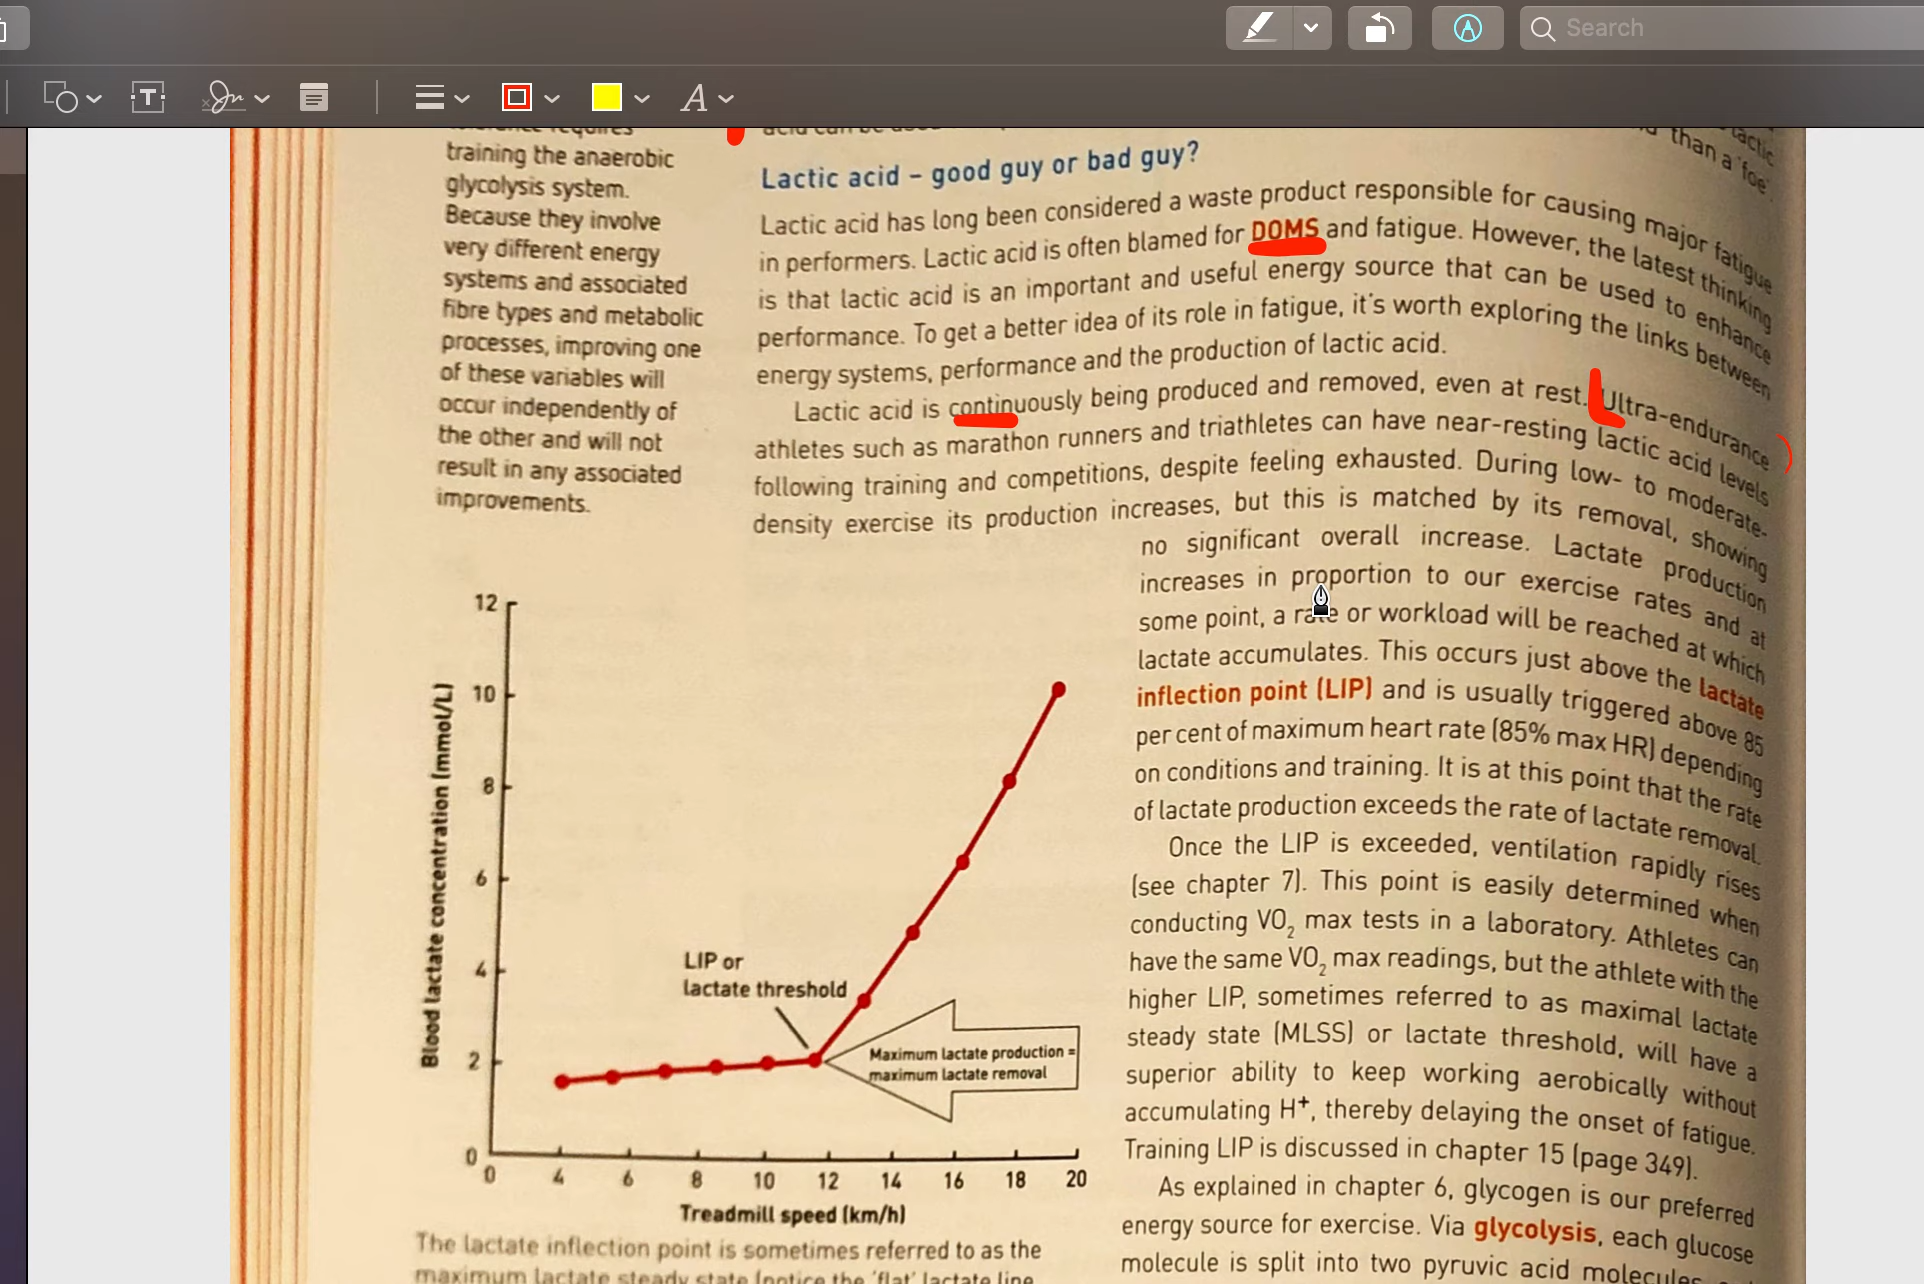 Search
T
A
A
tolerance requires
training the anaerobic
glycolysis system.
Because they involve
very different energy
systems and associated
fibre types and metabolic
processes, improving one
of these variables will
occur independently of
the other and will not
result in any associated
improvements.
acid can be
lactic
than a 'foe'.
Lactic acid – good guy or bad guy?
Lactic acid has long been considered a waste product responsible for causing major fatigue
in performers. Lactic acid is often blamed for DOMS and fatigue. However, the latest thinking
is that lactic acid is an important and useful energy source that can be used to enhance
performance. To get a better idea of its role in fatigue, it's worth exploring the links between
energy systems, performance and the production of lactic acid.
Lactic acid is continuously being produced and removed, even at rest. Ultra-endurance
athletes such as marathon runners and triathletes can have near-resting lactic acid levels
following training and competitions, despite feeling exhausted. During low- to moderate-
density exercise its production increases, but this is matched by its removal, showing
no significant overall increase. Lactate production
increases in proportion to our exercise rates and at
some point, a rate or workload will be reached at which
lactate accumulates. This occurs just above the lactate
inflection point (LIP) and is usually triggered above 85
per cent of maximum heart rate (85% max HR) depending
on conditions and training. It is at this point that the rate
of lactate production exceeds the rate of lactate removal.
Once the LIP is exceeded, ventilation rapidly rises
(see chapter 7). This point is easily determined when
conducting VO2 max tests in a laboratory. Athletes can
have the same VO2 max readings, but the athlete with the
higher LIP, sometimes referred to as maximal lactate
steady state (MLSS) or lactate threshold, will have a
superior ability to keep working aerobically without
accumulating H+, thereby delaying the onset of fatigue.
Training LIP is discussed in chapter 15 (page 349).
As explained in chapter 6, glycogen is our preferred
energy source for exercise. Via glycolysis, each glucose
molecule is split into two pyruvic acid molecules
Blood lactate concentration (mmol/L)
12
10
8
6
4
2
0
LIP or
lactate threshold
Maximum lactate production =
maximum lactate removal
0 4 6 8 10 12 14 16 18 20
Treadmill speed (km/h)
The lactate inflection point is sometimes referred to as the
maximum lactate steady state (notice the 'flat' lactate line